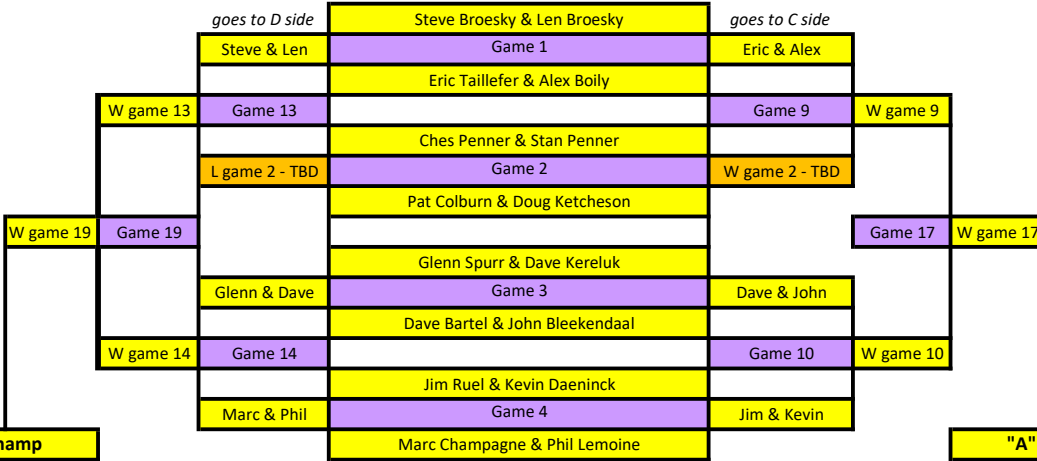 goes to D side Steve Broesky & Len Broesky goes to C side
Steve & Len Game 1 Eric & Alex
Eric Taillefer & Alex Boily
W game 13 Game 13 Game 9 W game 9
Ches Penner & Stan Penner
L game 2 - TBD Game 2 W game 2 - TBD
Pat Colburn & Doug Ketcheson
W game 19 Game 19 Game 17 W game 17
Glenn Spurr & Dave Kereluk
Glenn & Dave Game 3 Dave & John
Dave Bartel & John Bleekendaal
W game 14 Game 14 Game 10 W game 10
Jim Ruel & Kevin Daeninck
Marc & Phil Game 4 Jim & Kevin
hamp Marc Champagne & Phil Lemoine "A"